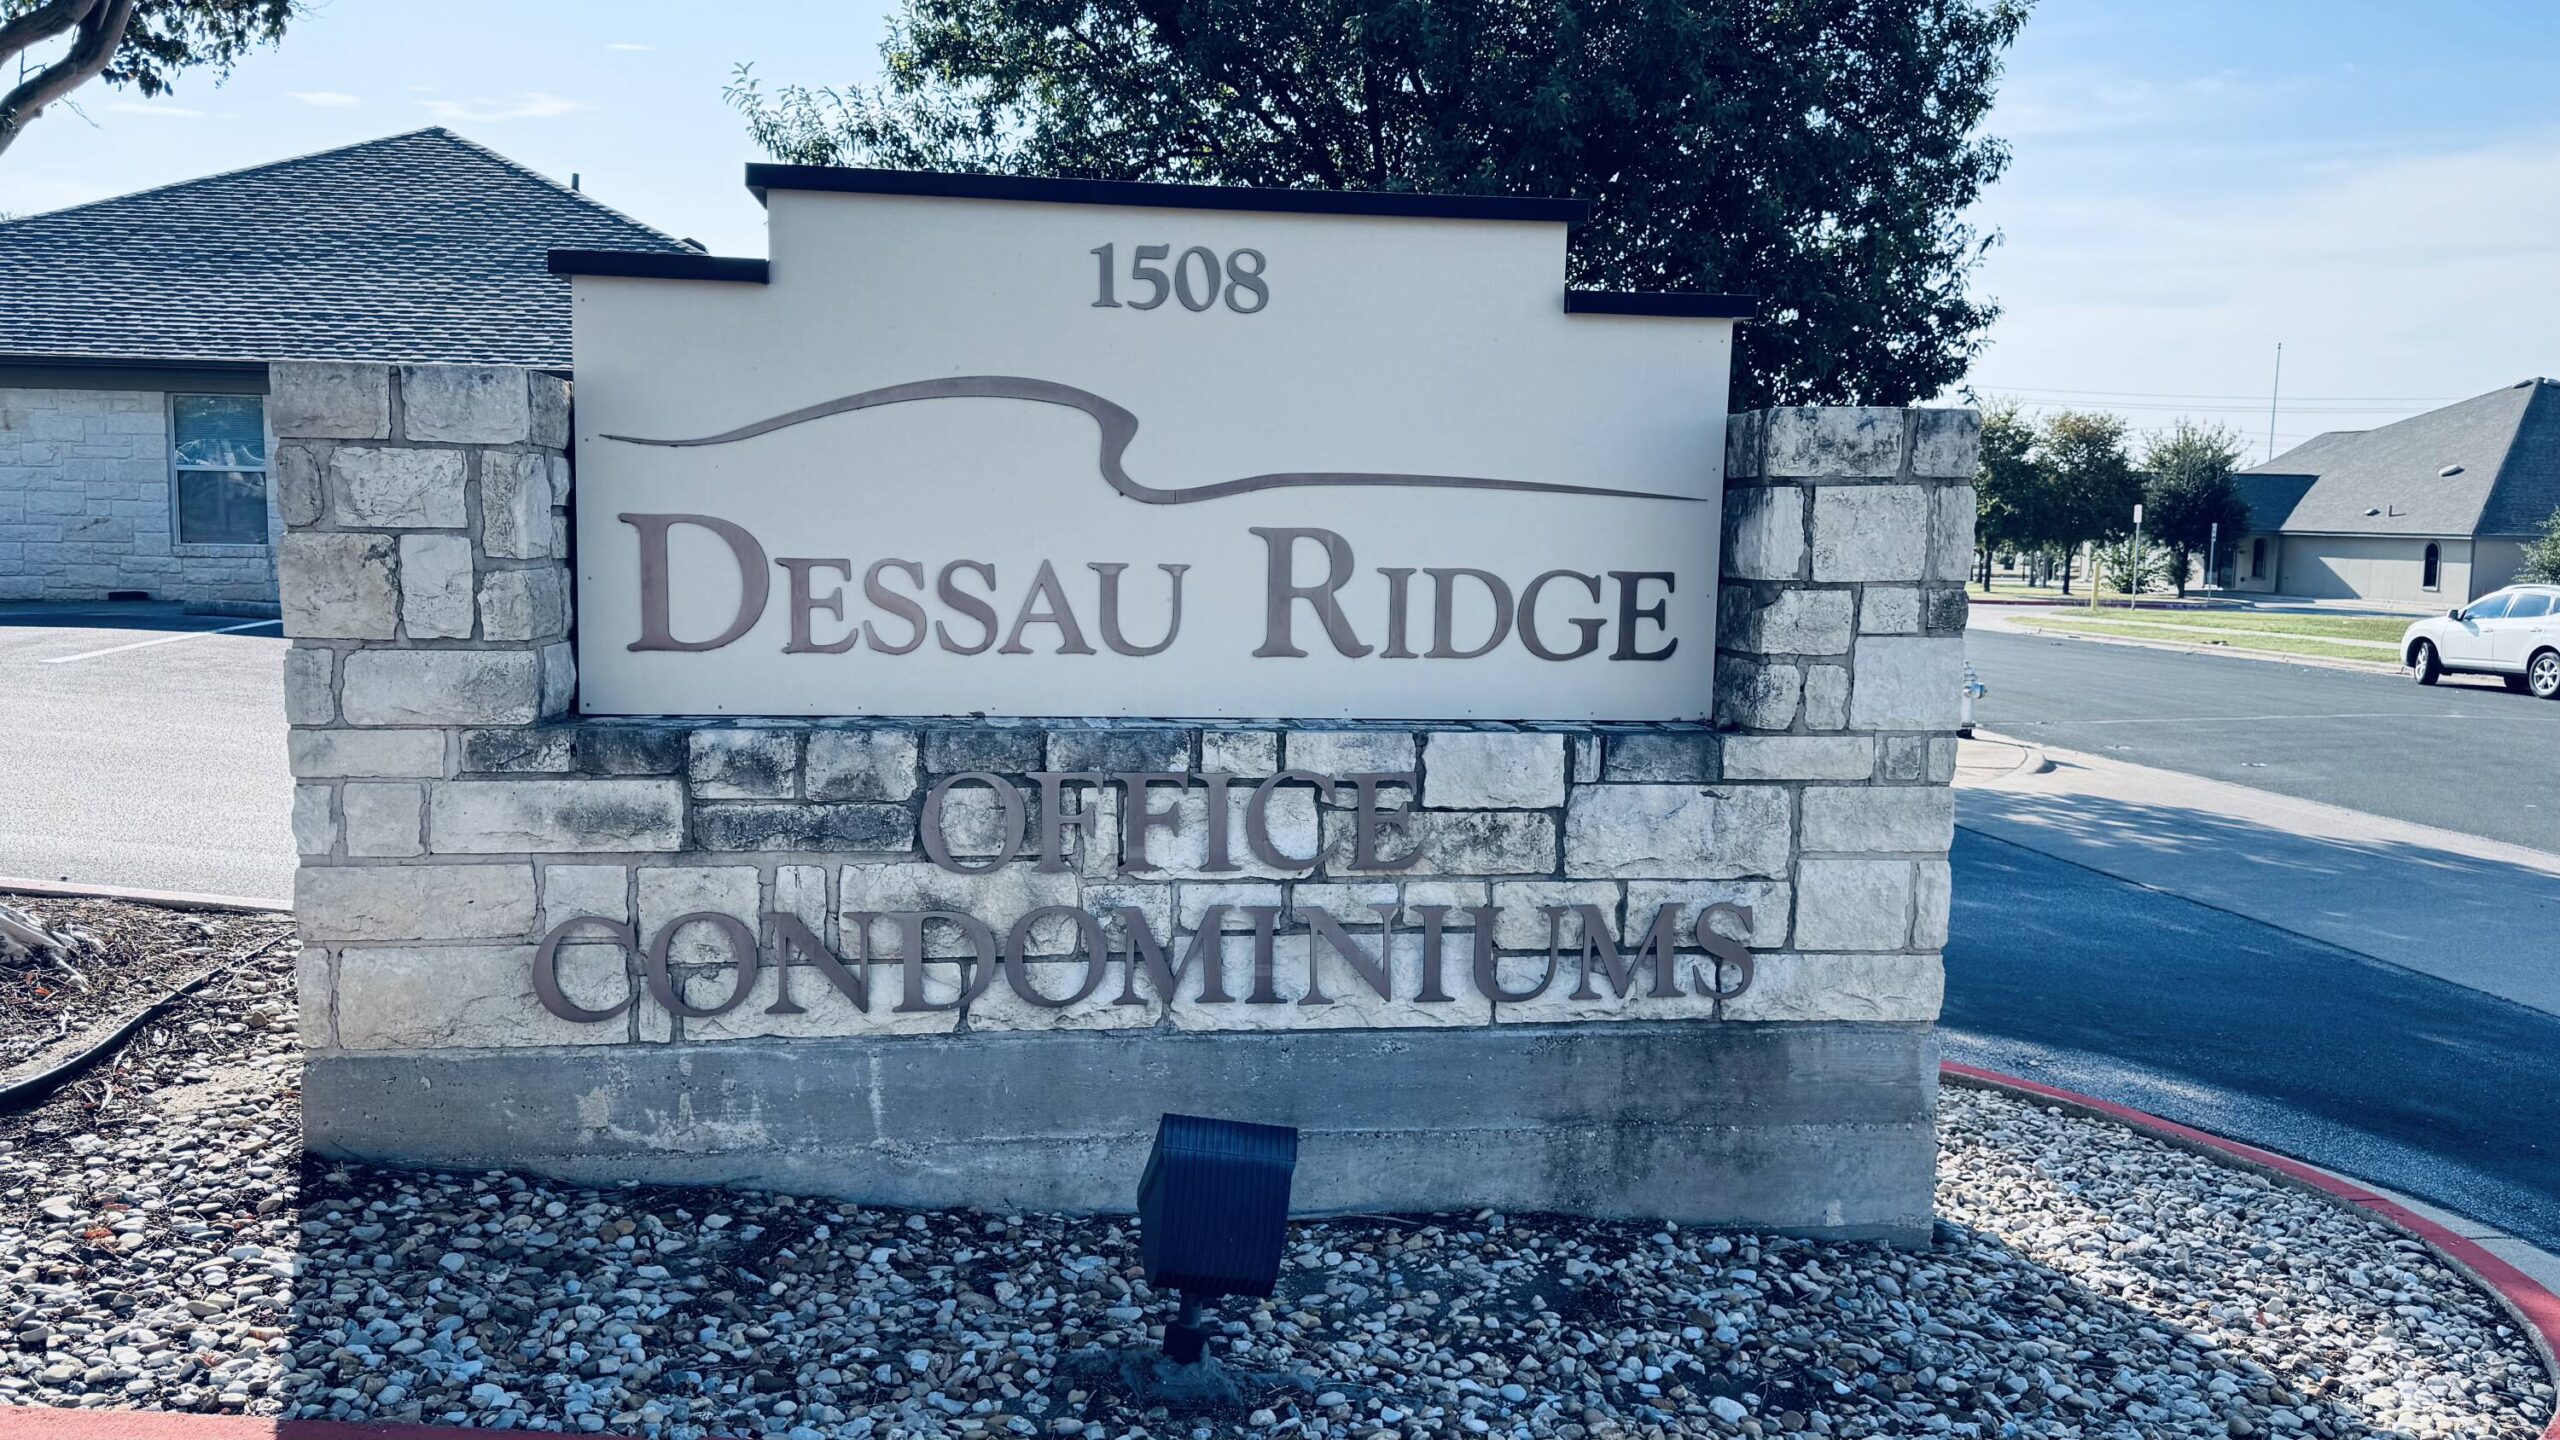 1508
DESSAU RIDGE
OFFICE
CONDOMINIUMS